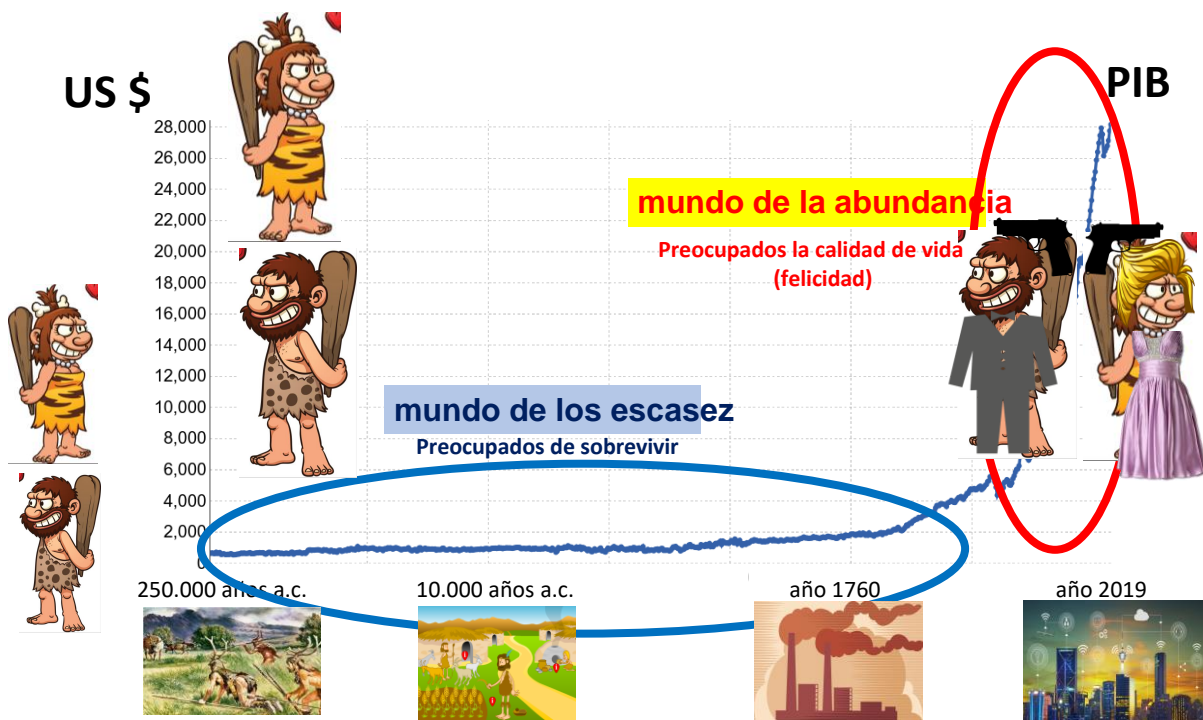 US $
PIB
28,000
26,000
24,000
22,000
20,000
18,000
16,000
14,000
12,000
10,000
8,000
6,000
4,000
2,000
0
mundo de la abundancia
Preocupados la calidad de vida
(felicidad)
mundo de los escasez
Preocupados de sobrevivir
250.000 años a.c.
10.000 años a.c.
año 1760
año 2019